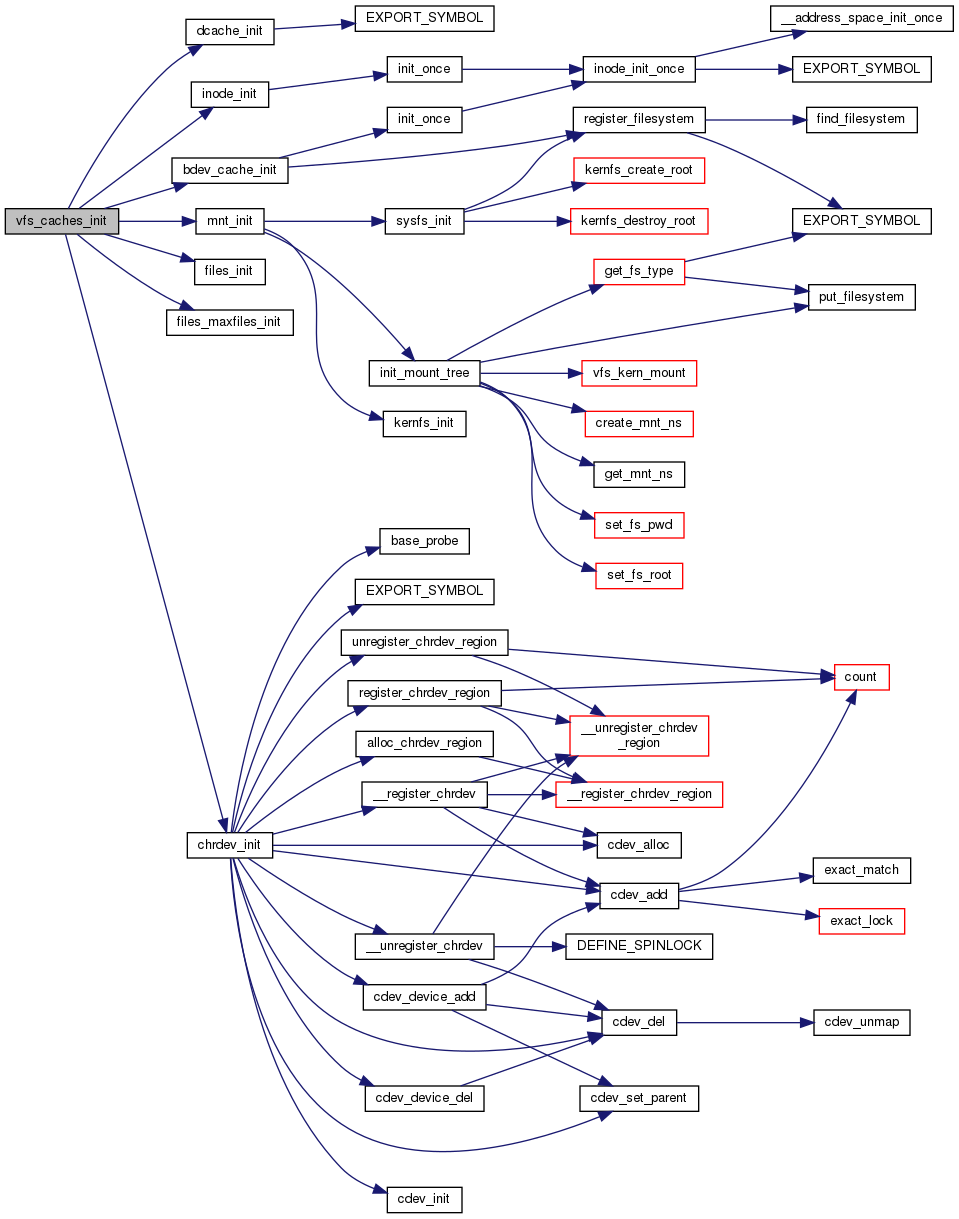 dcache_init
EXPORT_SYMBOL
__address_space_init_once
inode_init
init_once
inode_init_once
EXPORT_SYMBOL
init_once
register_filesystem
find_filesystem
bdev_cache_init
kernfs_create_root
vfs_caches_init
mnt_init
sysfs_init
kernfs_destroy_root
EXPORT_SYMBOL
files_init
get_fs_type
put_filesystem
files_maxfiles_init
init_mount_tree
vfs_kern_mount
kernfs_init
create_mnt_ns
get_mnt_ns
set_fs_pwd
base_probe
set_fs_root
EXPORT_SYMBOL
unregister_chrdev_region
count
register_chrdev_region
__unregister_chrdev
_region
alloc_chrdev_region
__register_chrdev
__register_chrdev_region
chrdev_init
cdev_alloc
exact_match
cdev_add
exact_lock
__unregister_chrdev
DEFINE_SPINLOCK
cdev_device_add
cdev_del
cdev_unmap
cdev_device_del
cdev_set_parent
cdev_init